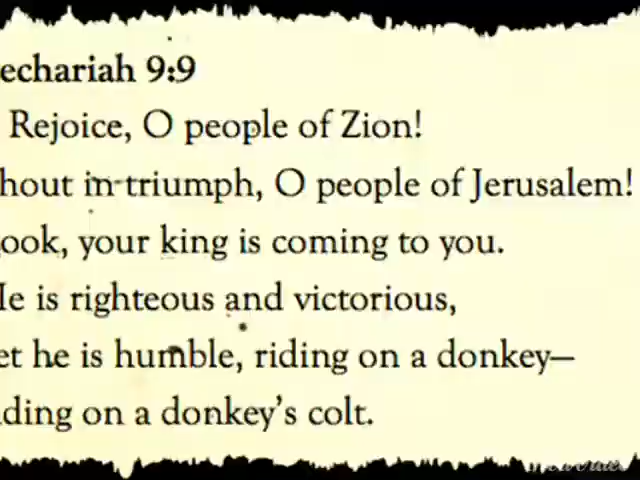 echariah 9:9
Rejoice, O people of Zion!
hout in triumph, O people of Jerusalem!
ook, your king is coming to you.
He is righteous and victorious,
et he is humble, riding on a donkey—
ding on a donkey's colt.